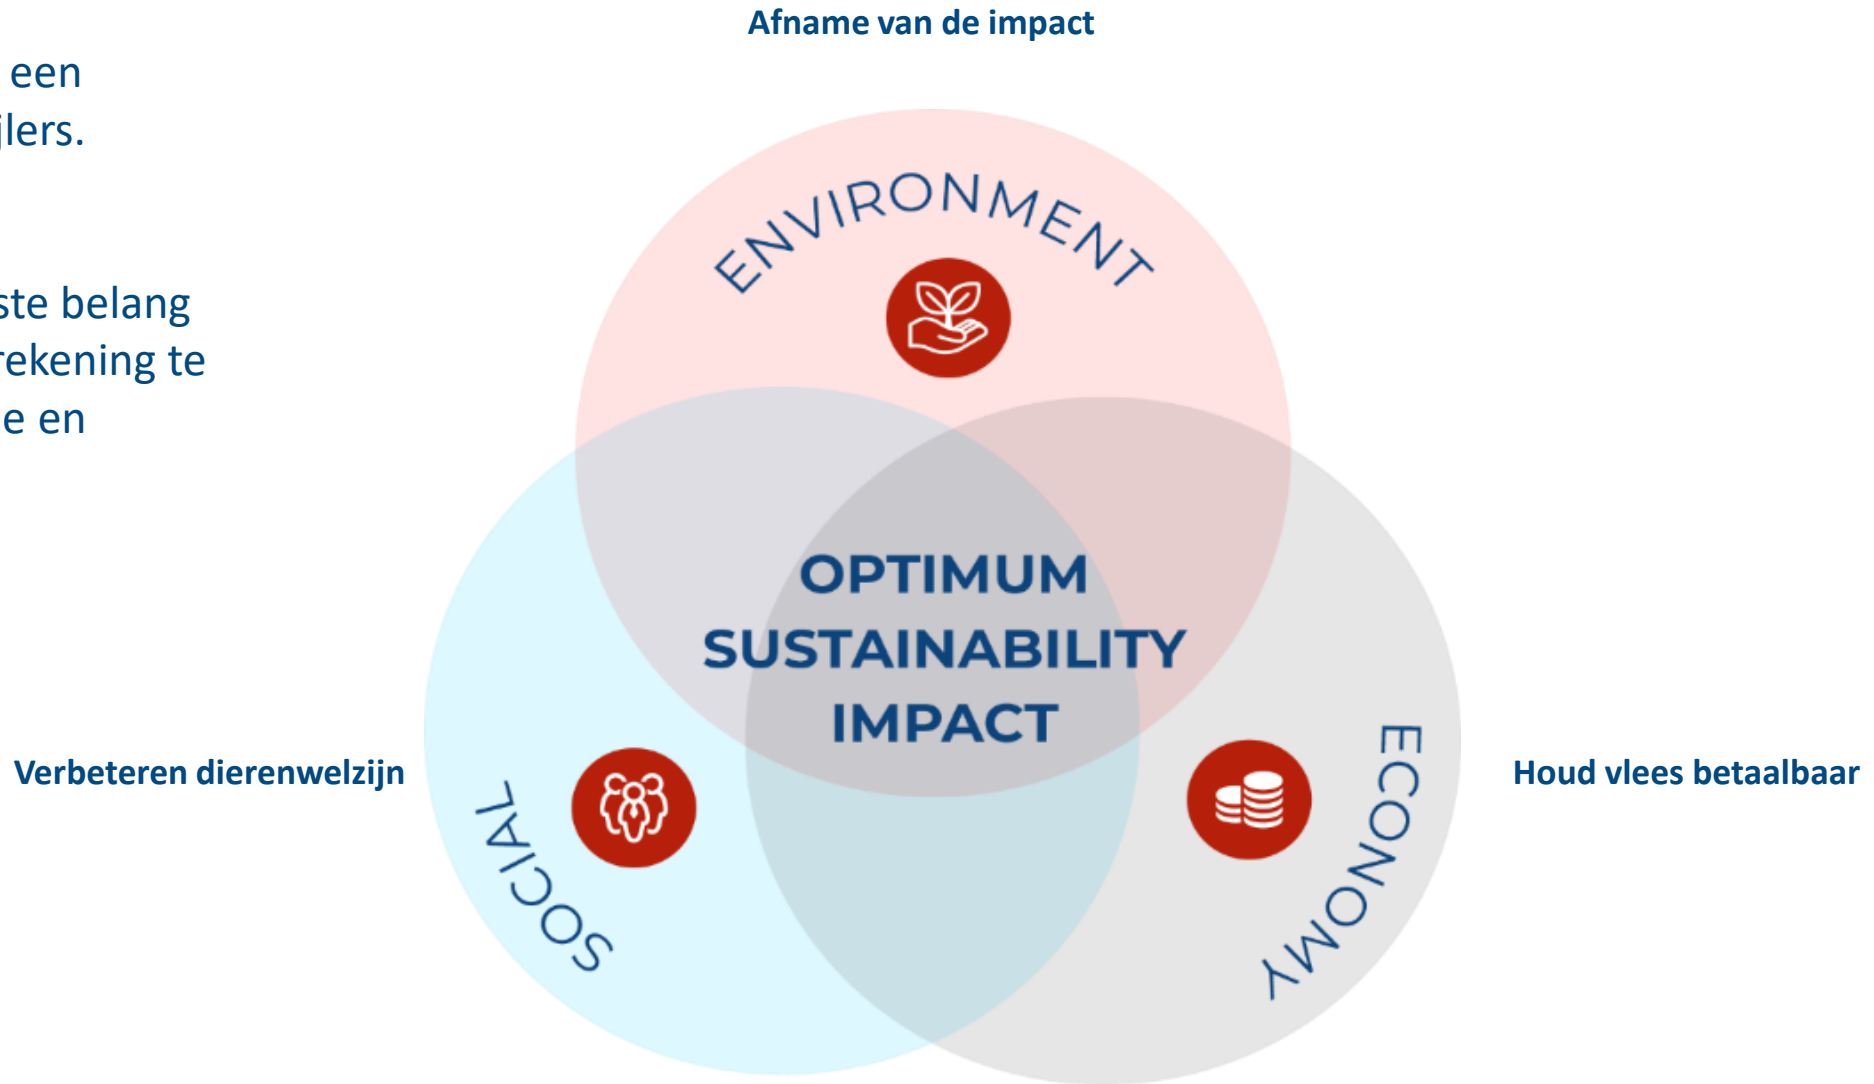 Afname van de impact
een
jlers.
ste belang
rekening te
e en
ENVIRONMENT
OPTIMUM
SUSTAINABILITY
IMPACT
Verbeteren dierenwelzijn
SOCIAL
ECONOMY
Houd vlees betaalbaar